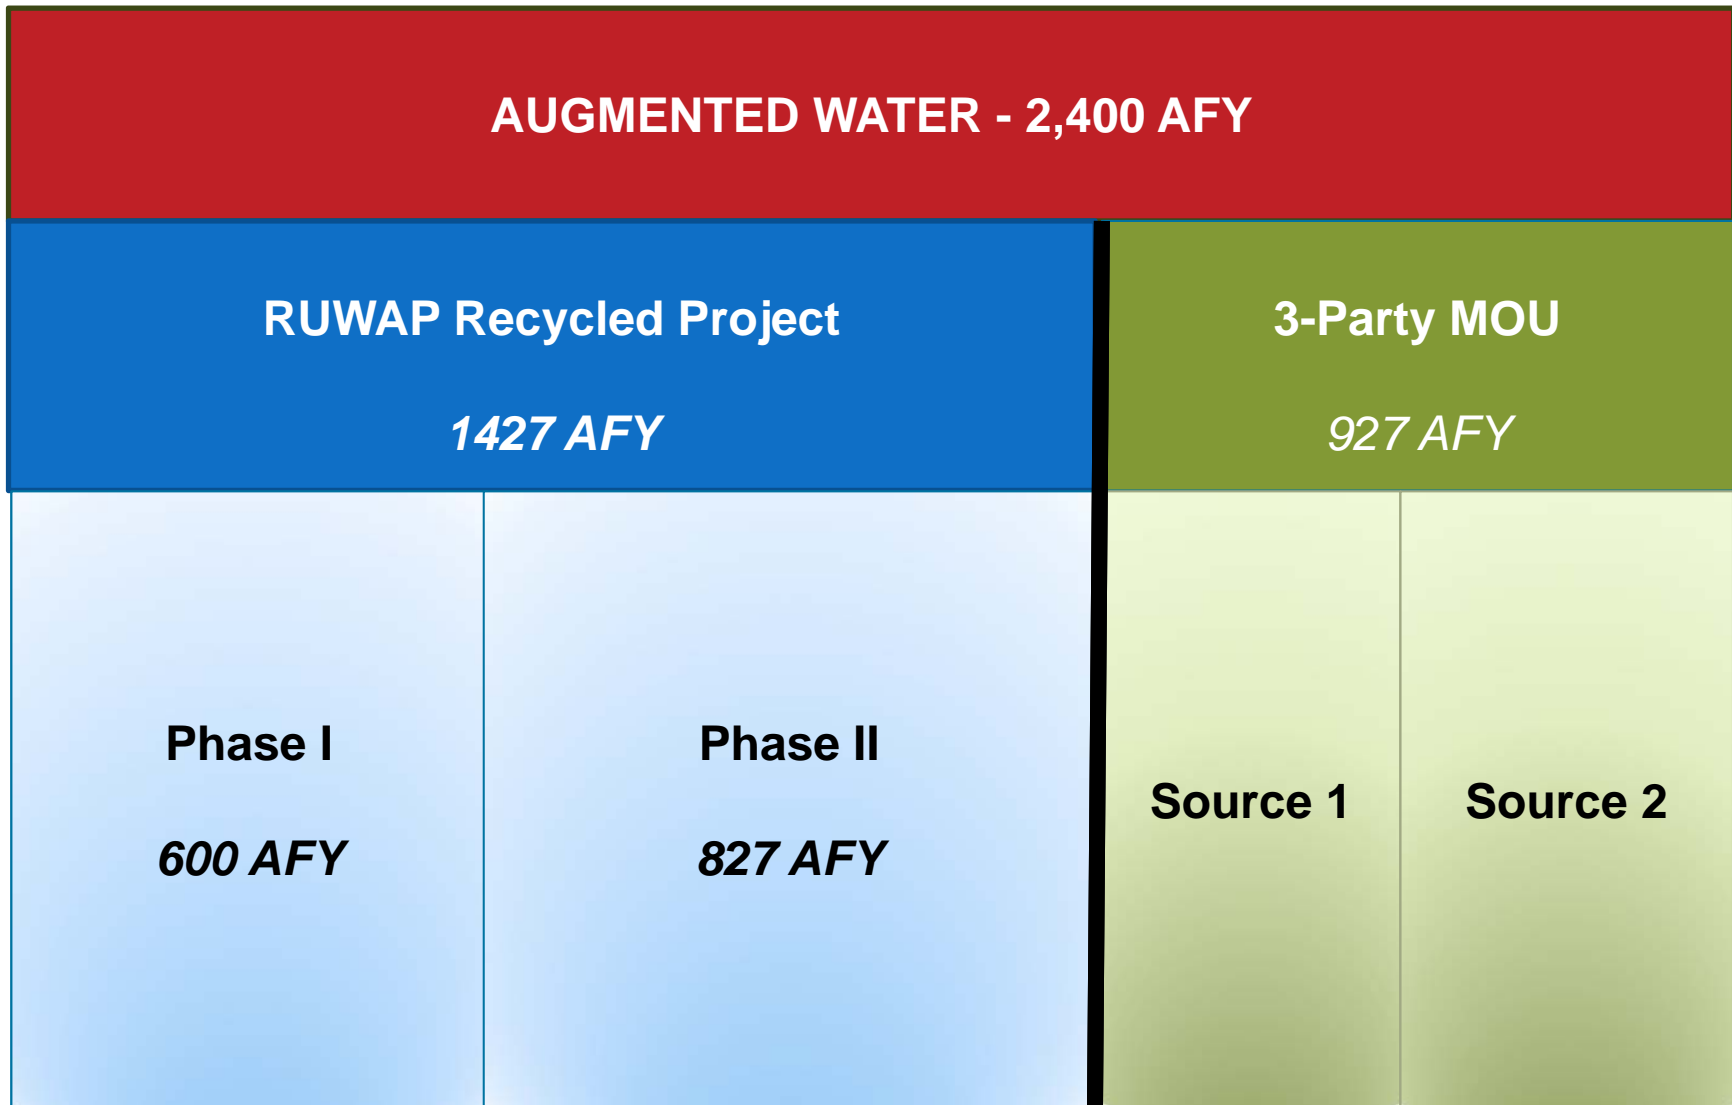 AUGMENTED WATER - 2,400 AFY
RUWAP Recycled Project
1427 AFY
3-Party MOU
927 AFY
Phase I
600 AFY
Phase II
827 AFY
Source 1
Source 2